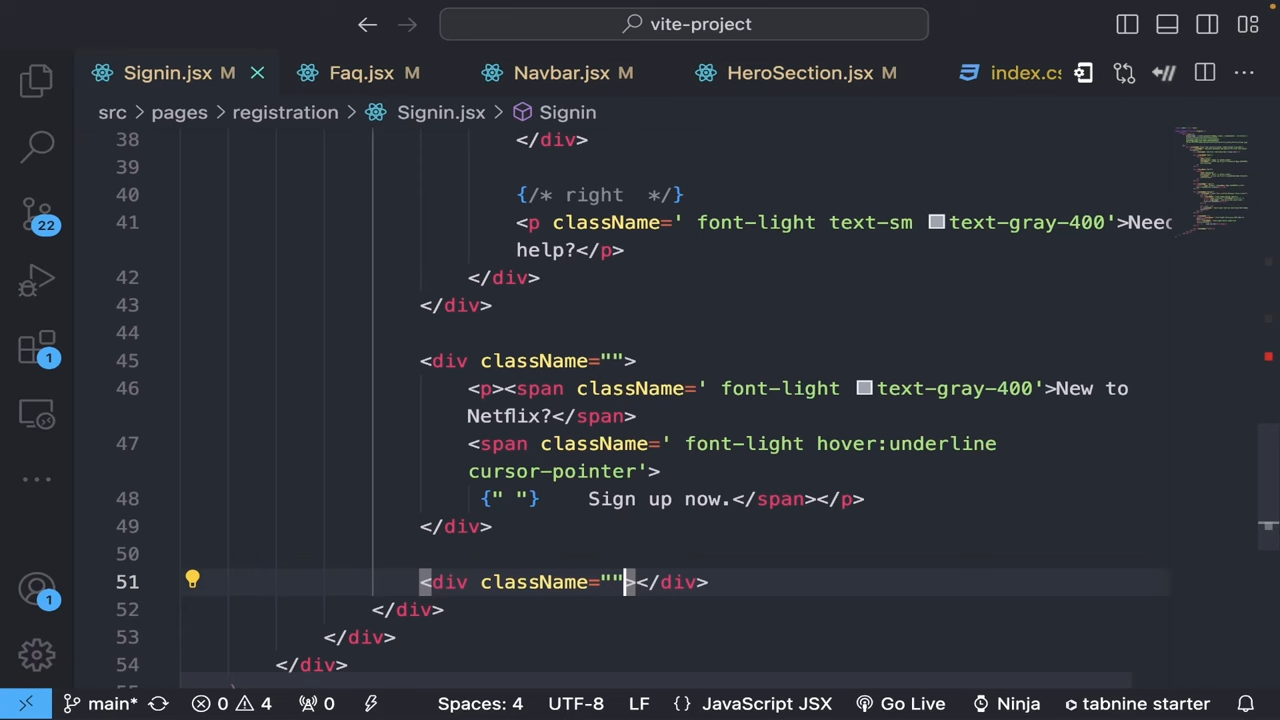 vite-project
Signin.jsx M Faq.jsx M Navbar.jsx M HeroSection.jsx M index.cs
src > pages > registration > Signin.jsx > Signin
38 </div>
39
40 {/* right  */}
41 <p className=' font-light text-sm text-gray-400'>Need
help?</p>
42 </div>
43 </div>
44
45 <div className="">
46 <p><span className=' font-light text-gray-400'>New to
Netflix?</span>
47 <span className=' font-light hover:underline
cursor-pointer'>
48 {" "}    Sign up now.</span></p>
49 </div>
50
51 <div className=""></div>
52 </div>
53 </div>
54 </div>
22
1
1
main* 0 4 0 Spaces: 4 UTF-8 LF {} JavaScript JSX Go Live Ninja tabnine starter